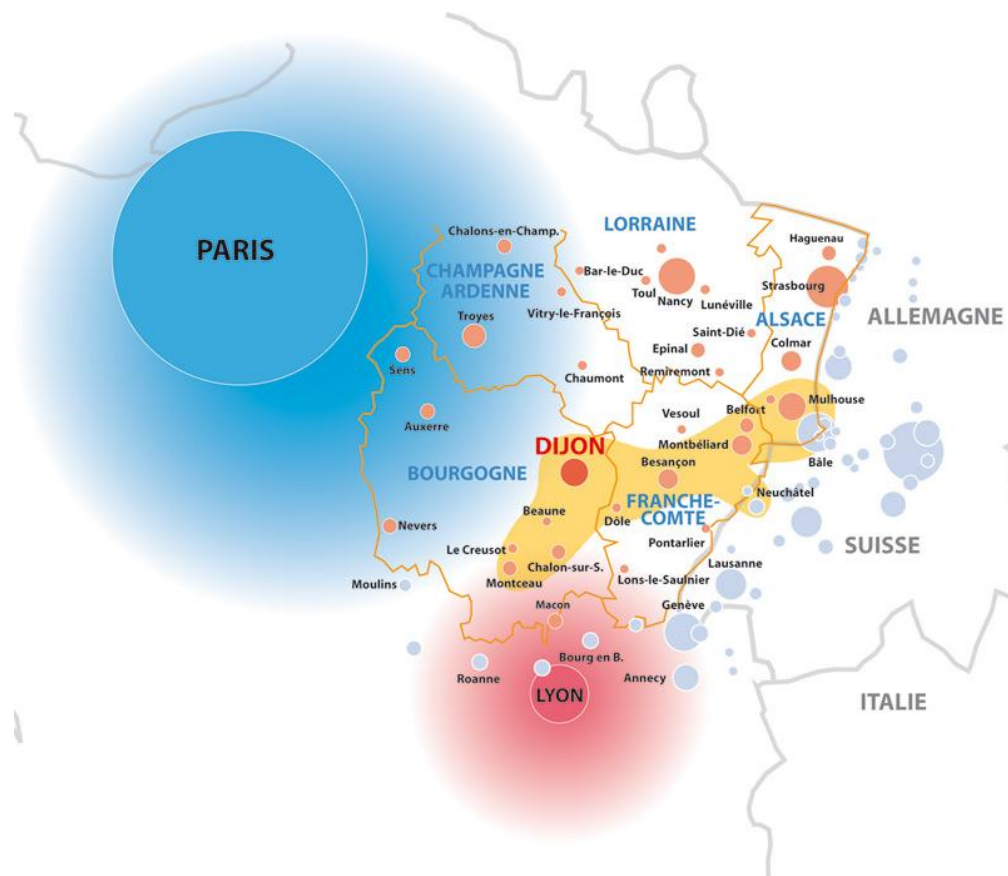 PARIS
Chalons-en-Champ.
CHAMPAGNE
ARDENNE
LORRAINE
Haguenau
Bar-le-Duc
Toul
Nancy
Lunéville
Strasbourg
ALSACE
ALLEMAGNE
Vitry-le-François
Troyes
Saint-Dié
Colmar
Epinal
Remiremont
Sens
Chaumont
Auxerre
Vesoul
Belfort
Mulhouse
DIJON
Montbéliard
Bâle
BOURGOGNE
Besançon
Neuchâtel
FRANCHE-
COMTE
Beaune
Dôle
Nevers
Pontarlier
SUISSE
Le Creusot
Chalon-sur-S.
Lausanne
Montceau
Lons-le-Saulnier
Moulins
Macon
Genève
Bourg en B.
Roanne
Annecy
LYON
ITALIE